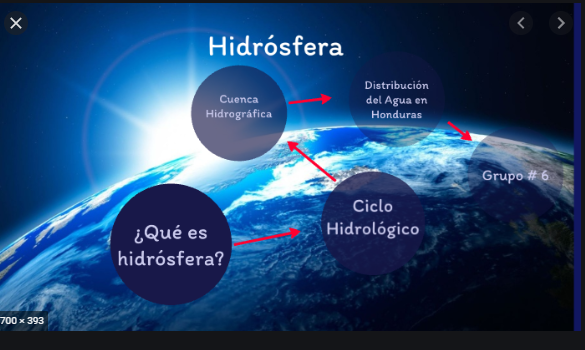 Hidrósfera
Cuenca
Hidrográfica
Distribución
del Agua en
Honduras
Grupo # 6
Ciclo
Hidrológico
¿Qué es
hidrósfera?
700 × 393